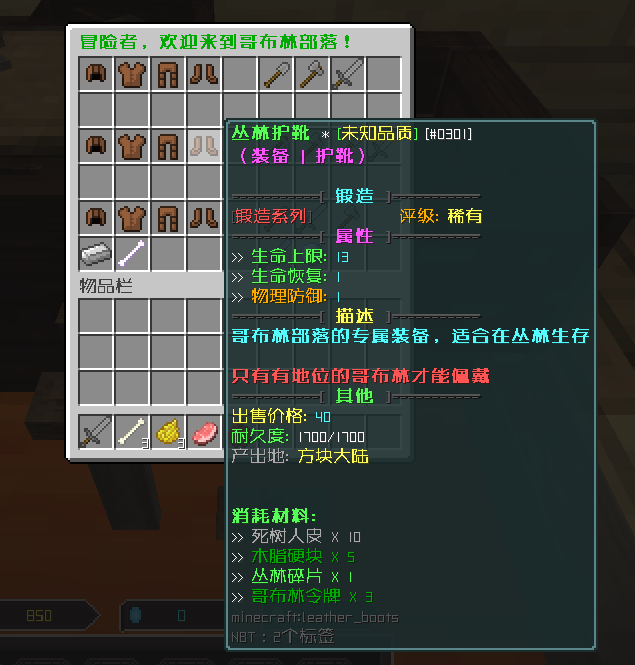 冒险者，欢迎来到哥布林部落！
丛林护靴 * [未知品质] [#0301]
（装备 | 护靴）
[ 锻造 ]
[锻造系列] 评级: 稀有
[ 属性 ]
>> 生命上限: 13
>> 生命恢复: 1
>> 物理防御: 1
[ 描述 ]
哥布林部落的专属装备，适合在丛林生存
只有有地位的哥布林才能佩戴
[ 其他 ]
出售价格: 40
耐久度: 1700/1700
产出地: 方块大陆
消耗材料:
>> 死树人皮 X 10
>> 木脂硬块 X 5
>> 丛林碎片 X 1
>> 哥布林令牌 X 3
minecraft:leather_boots
NBT : 2个标签
物品栏
3
3
850
0